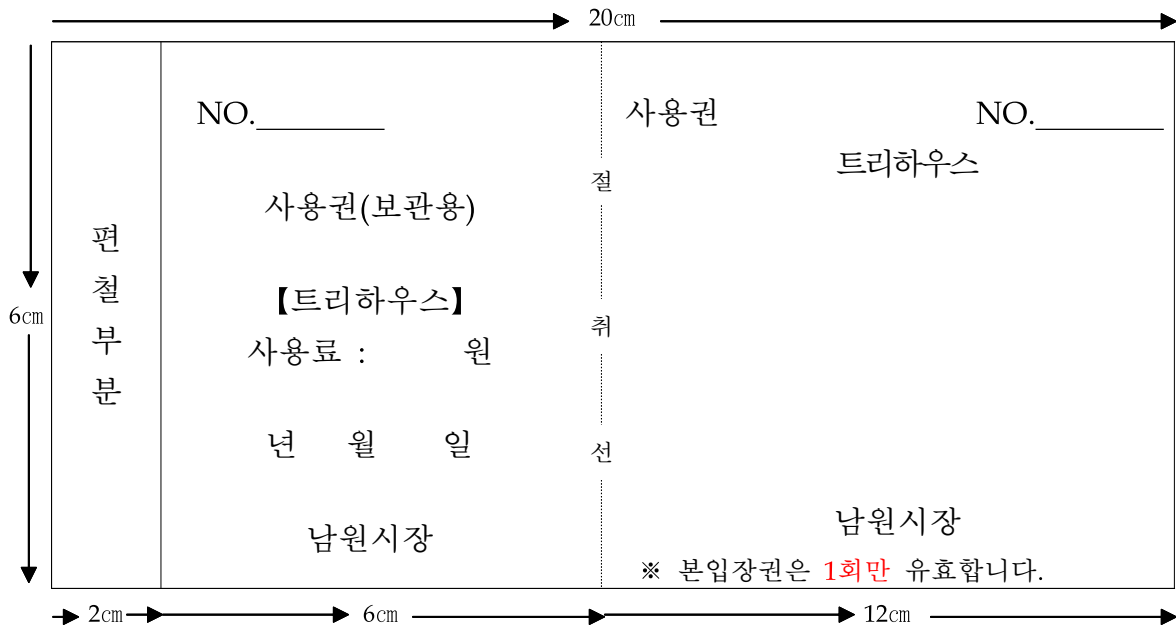 20㎝
6㎝
편
철
부
분
NO.________
사용권(보관용)
【트리하우스】
사용료 : 원
년 월 일
남원시장
절
취
선
사용권 NO.________
트리하우스
남원시장
※ 본입장권은 1회만 유효합니다.
2㎝ 6㎝ 12㎝